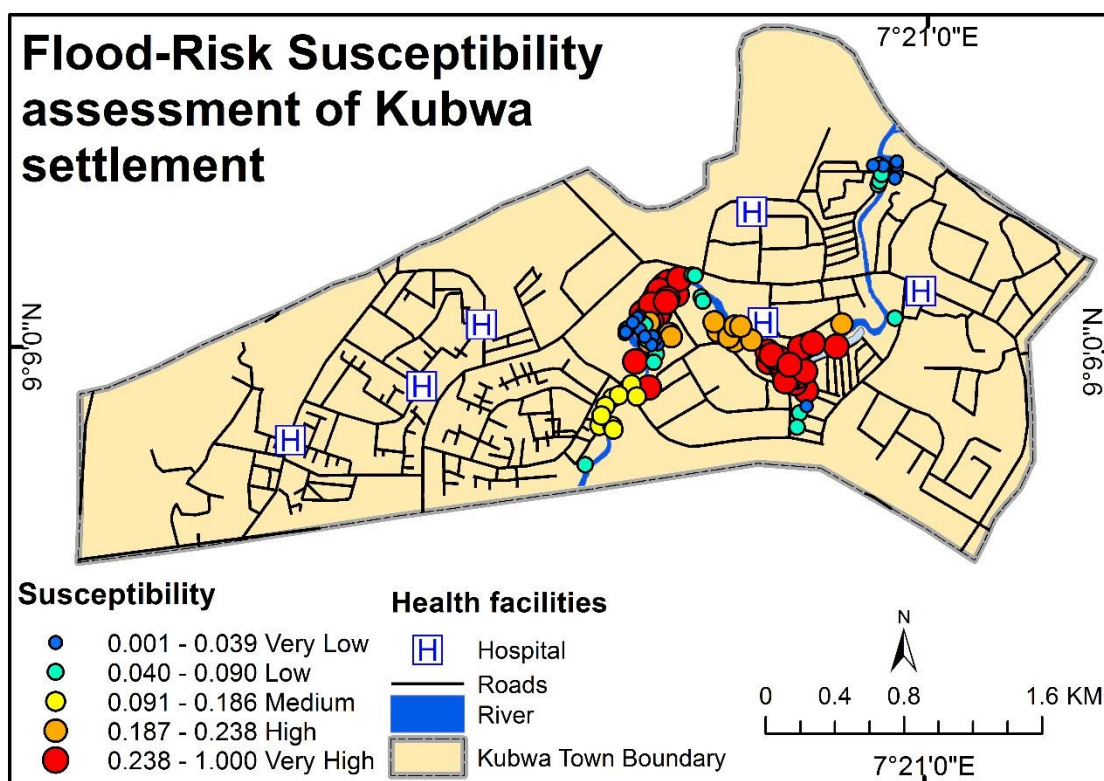 Flood-Risk Susceptibility
assessment of Kubwa
settlement
7°21'0"E
H
H
H
H
H
H
H
9°9'0"N
9°9'0"N
Susceptibility
0.001 - 0.039 Very Low
0.040 - 0.090 Low
0.091 - 0.186 Medium
0.187 - 0.238 High
0.238 - 1.000 Very High
Health facilities
H Hospital
Roads
River
Kubwa Town Boundary
N
0 0.4 0.8 1.6 KM
7°21'0"E